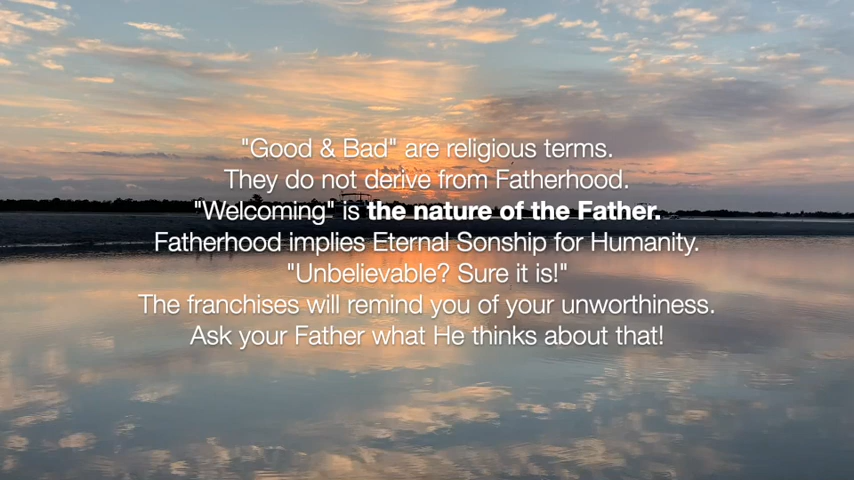 "Good & Bad" are religious terms.
They do not derive from Fatherhood.
"Welcoming" is the nature of the Father.
Fatherhood implies Eternal Sonship for Humanity.
"Unbelievable? Sure it is!"
The franchises will remind you of your unworthiness.
Ask your Father what He thinks about that!